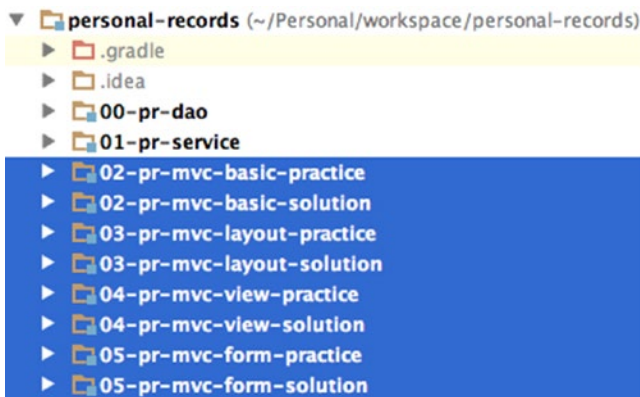 personal-records (~/Personal/workspace/personal-records)
.gradle
.idea
00-pr-dao
01-pr-service
02-pr-mvc-basic-practice
02-pr-mvc-basic-solution
03-pr-mvc-layout-practice
03-pr-mvc-layout-solution
04-pr-mvc-view-practice
04-pr-mvc-view-solution
05-pr-mvc-form-practice
05-pr-mvc-form-solution